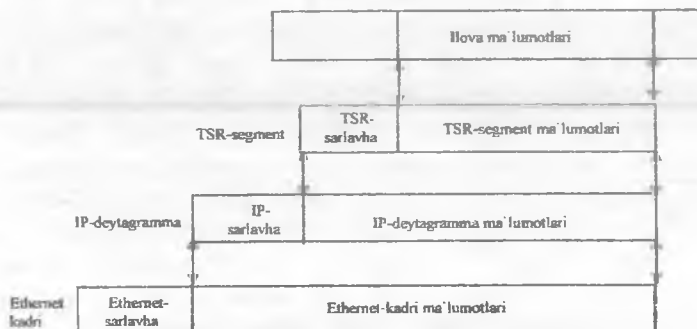 Ilova ma`lumotlari
TSR-segment
TSR-
sarlavha
TSR-segment ma`lumotlari
IP-deytagramma
IP-
sarlavha
IP-deytagramma ma`lumotlari
Ethernet
kadri
Ethernet-
sarlavha
Ethernet-kadri ma`lumotlari